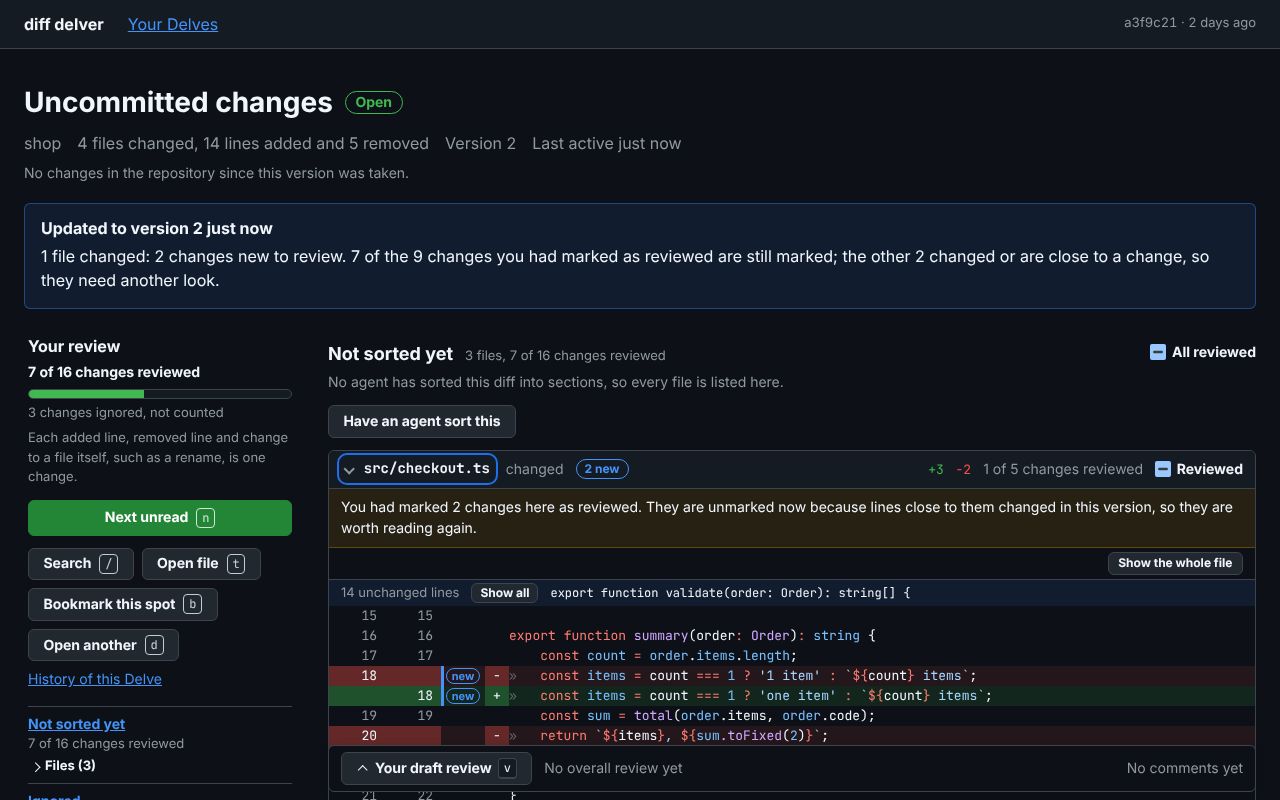 diff delver Your Delves a3f9c21 · 2 days ago
Uncommitted changes Open
shop 4 files changed, 14 lines added and 5 removed Version 2 Last active just now
No changes in the repository since this version was taken.
Updated to version 2 just now
1 file changed: 2 changes new to review. 7 of the 9 changes you had marked as reviewed are still marked; the other 2 changed or are close to a change, so
they need another look.
Your review
7 of 16 changes reviewed
3 changes ignored, not counted
Each added line, removed line and change
to a file itself, such as a rename, is one
change.
Next unread n
Search / Open file t
Bookmark this spot b
Open another d
History of this Delve
Not sorted yet
7 of 16 changes reviewed
Files (3)
Ignored
Not sorted yet 3 files, 7 of 16 changes reviewed All reviewed
No agent has sorted this diff into sections, so every file is listed here.
Have an agent sort this
src/checkout.ts changed 2 new +3 -2 1 of 5 changes reviewed Reviewed
You had marked 2 changes here as reviewed. They are unmarked now because lines close to them changed in this version, so they are
worth reading again.
Show the whole file
14 unchanged lines Show all export function validate(order: Order): string[] {
15 15
16 16 export function summary(order: Order): string {
17 17 const count = order.items.length;
18 new - » const items = count === 1 ? '1 item' : `${count} items`;
18 new + » const items = count === 1 ? 'one item' : `${count} items`;
19 19 const sum = total(order.items, order.code);
20 - » return `${items}, ${sum.toFixed(2)}`;
Your draft review v No overall review yet No comments yet
21 22 }